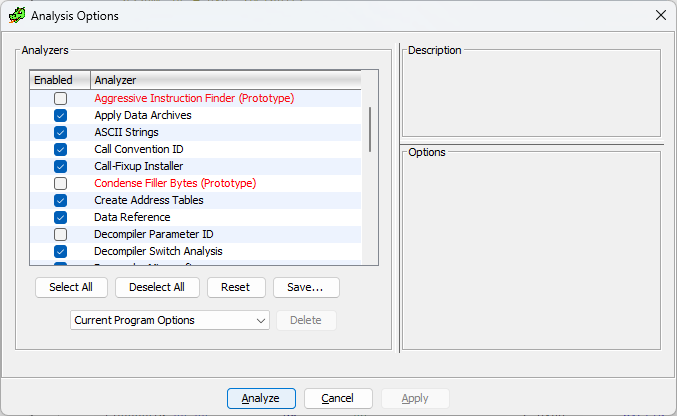 Analysis Options
Analyzers
Enabled Analyzer
Aggressive Instruction Finder (Prototype)
Apply Data Archives
ASCII Strings
Call Convention ID
Call-Fixup Installer
Condense Filler Bytes (Prototype)
Create Address Tables
Data Reference
Decompiler Parameter ID
Decompiler Switch Analysis
Select All Deselect All Reset Save...
Current Program Options Delete
Description
Options
Analyze Cancel Apply